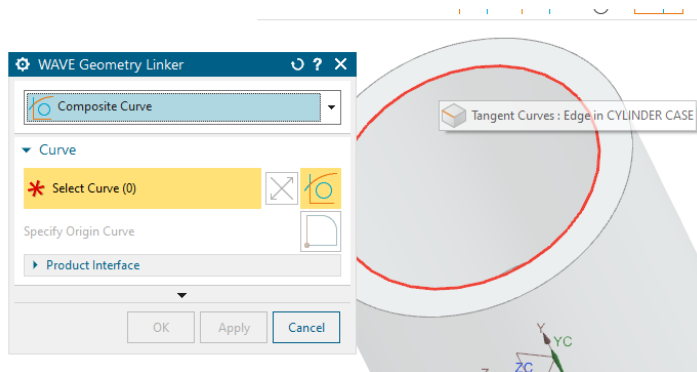 WAVE Geometry Linker
Composite Curve
Tangent Curves : Edge in CYLINDER CASE
Curve
Select Curve (0)
Specify Origin Curve
Product Interface
OK Apply Cancel
Y
YC
Z
ZC